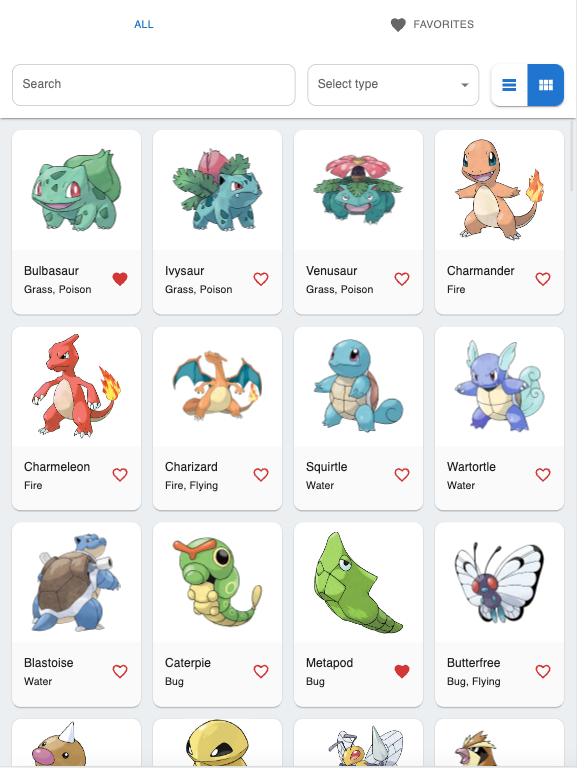 ALL
FAVORITES
Search
Select type
Bulbasaur
Grass, Poison
Ivysaur
Grass, Poison
Venusaur
Grass, Poison
Charmander
Fire
Charmeleon
Fire
Charizard
Fire, Flying
Squirtle
Water
Wartortle
Water
Blastoise
Water
Caterpie
Bug
Metapod
Bug
Butterfree
Bug, Flying